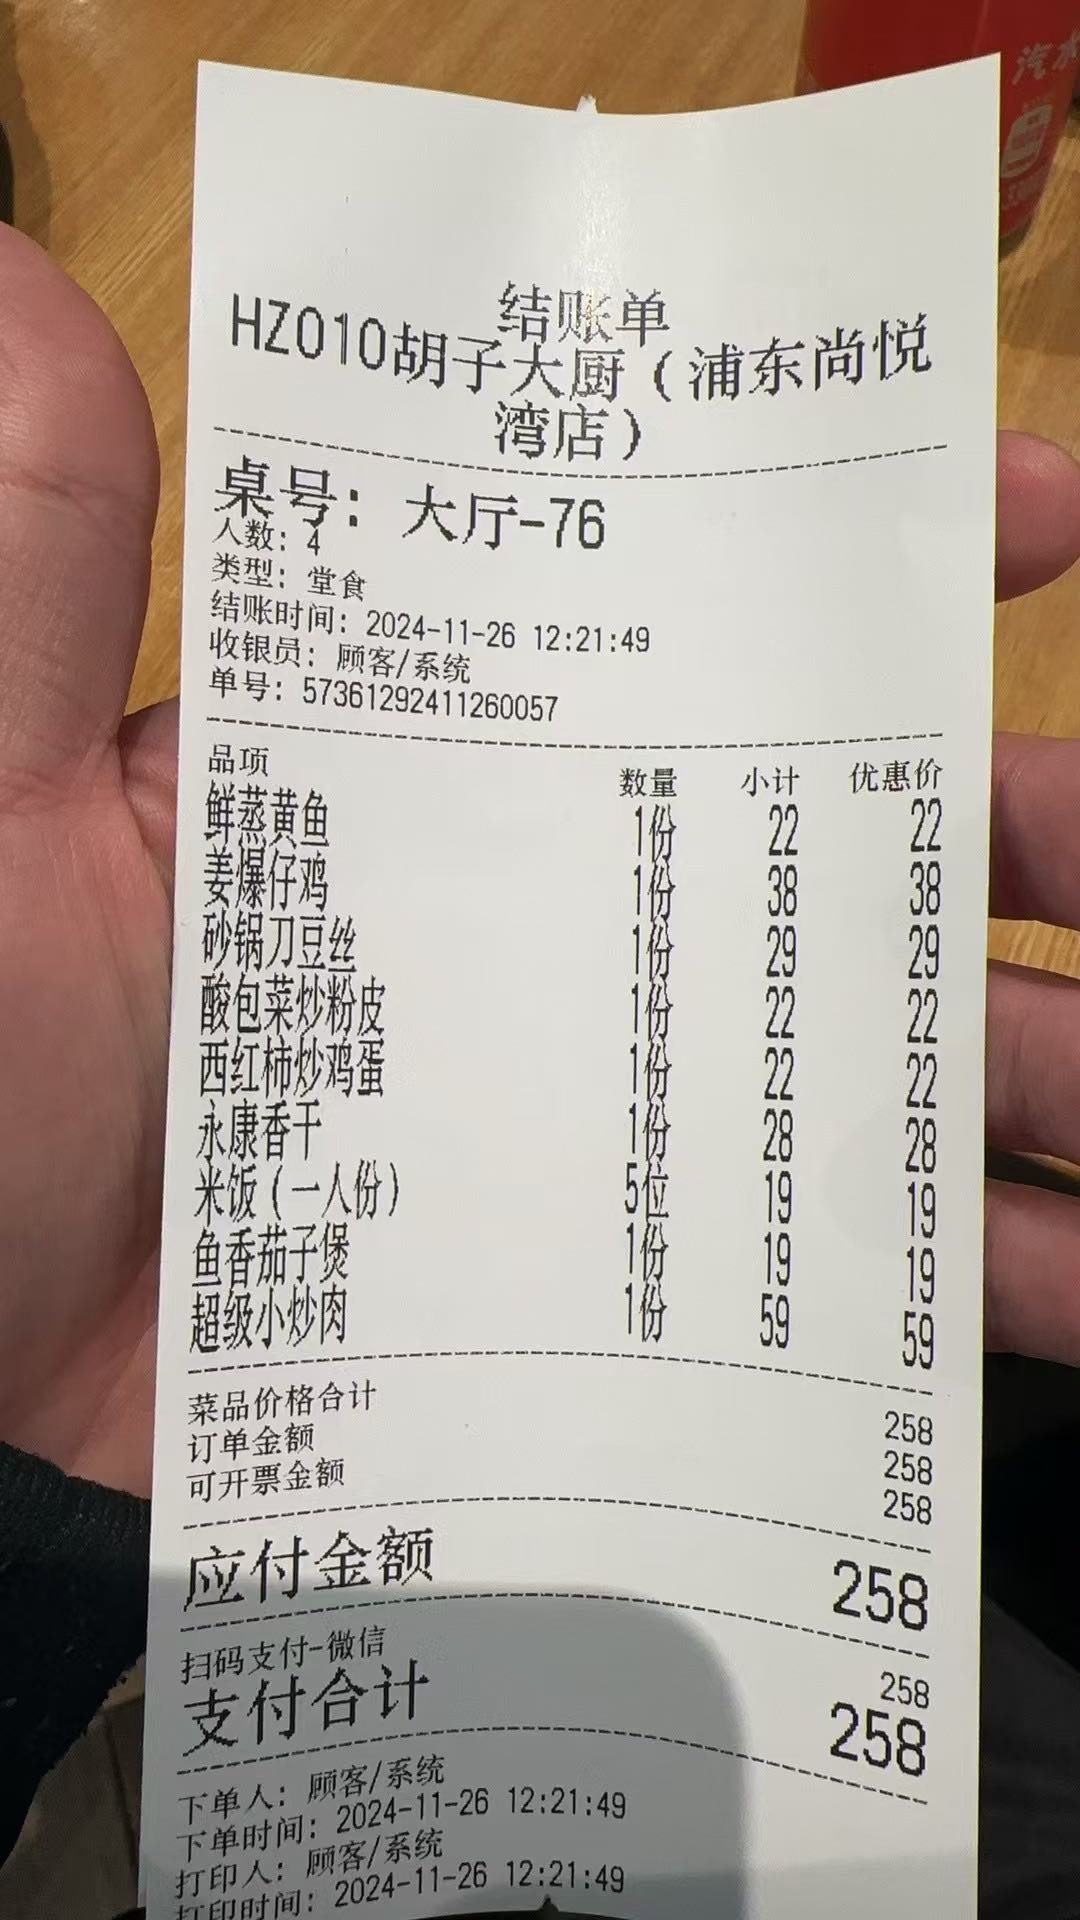 汽水
330
结账单
HZ010胡子大厨（浦东尚悦
湾店）
桌号：大厅-76
人数：4
类型：堂食
结账时间：2024-11-26 12:21:49
收银员：顾客/系统
单号：57361292411260057
品项 数量 小计 优惠价
鲜蒸黄鱼 1份 22 22
姜爆仔鸡 1份 38 38
砂锅刀豆丝 1份 29 29
酸包菜炒粉皮 1份 22 22
西红柿炒鸡蛋 1份 22 22
永康香干 1份 28 28
米饭（一人份） 5位 19 19
鱼香茄子煲 1份 19 19
超级小炒肉 1份 59 59
菜品价格合计 258
订单金额 258
可开票金额 258
应付金额 258
扫码支付-微信 258
支付合计 258
下单人：顾客/系统
下单时间：2024-11-26 12:21:49
打印人：顾客/系统
打印时间：2024-11-26 12:21:49